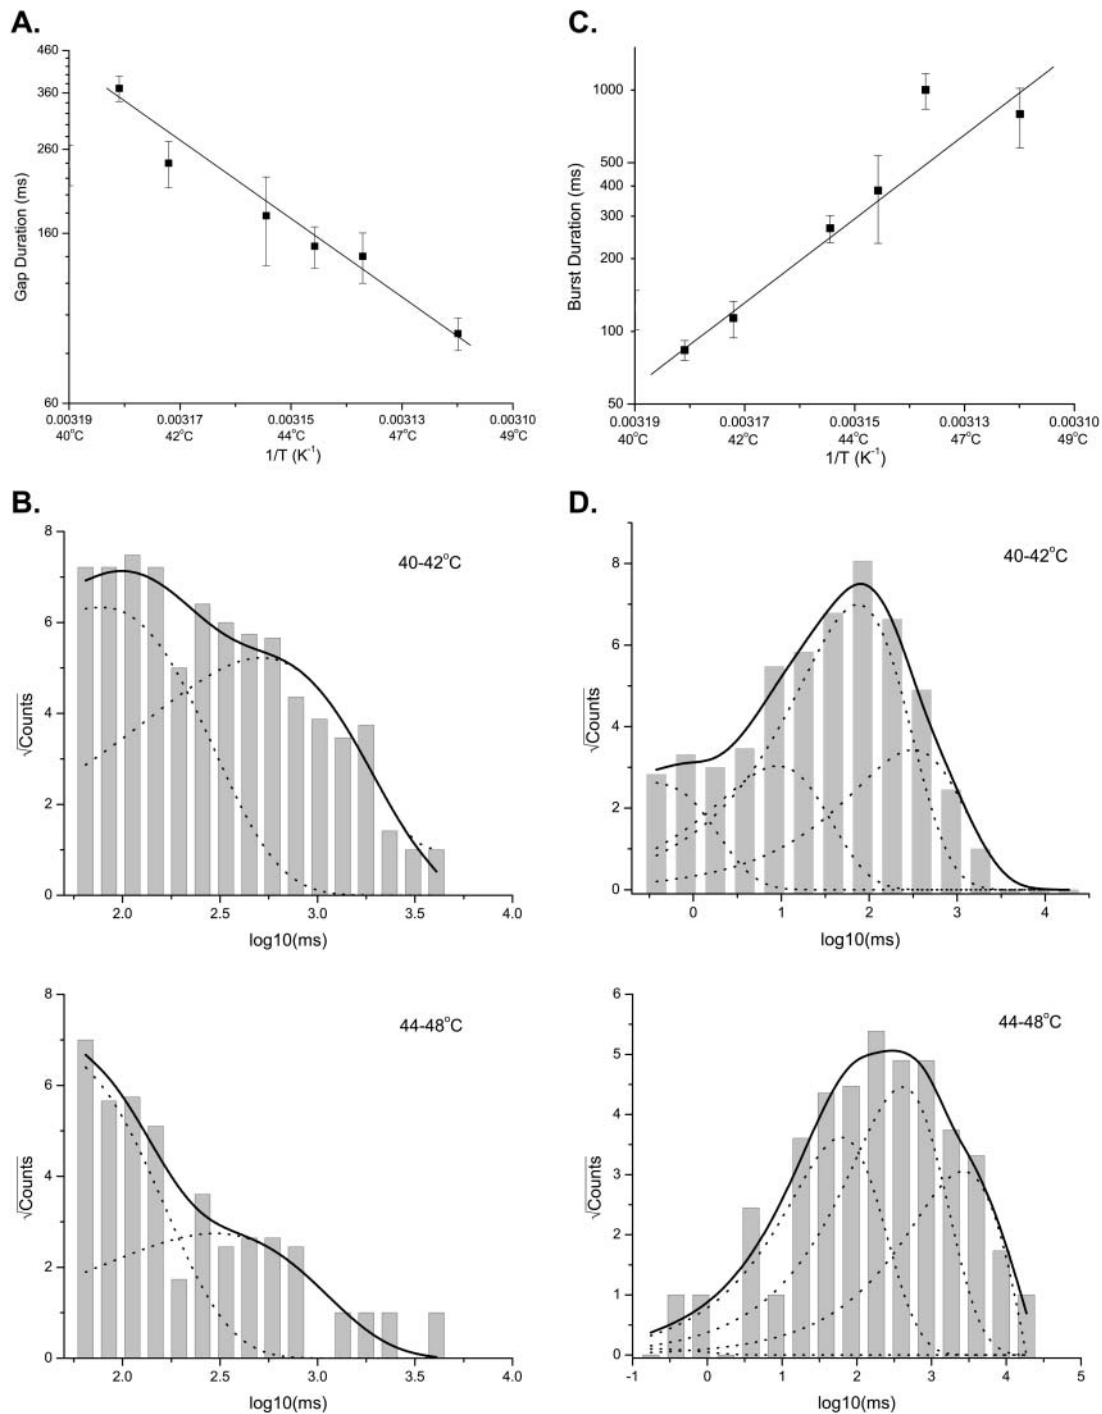 A.
460
360
260
160
60
Gap Duration (ms)
0.00319 0.00317 0.00315 0.00313 0.00310
40°C 42°C 44°C 47°C 49°C
1/T (K⁻¹)
C.
1000
500
400
300
200
100
50
Burst Duration (ms)
0.00319 0.00317 0.00315 0.00313 0.00310
40°C 42°C 44°C 47°C 49°C
1/T (K⁻¹)
B.
40-42°C
8
6
4
2
0
√Counts
2.0 2.5 3.0 3.5 4.0
log10(ms)
D.
40-42°C
8
6
4
2
0
√Counts
0 1 2 3 4
log10(ms)
44-48°C
8
6
4
2
0
√Counts
2.0 2.5 3.0 3.5 4.0
log10(ms)
44-48°C
6
5
4
3
2
1
0
√Counts
-1 0 1 2 3 4 5
log10(ms)